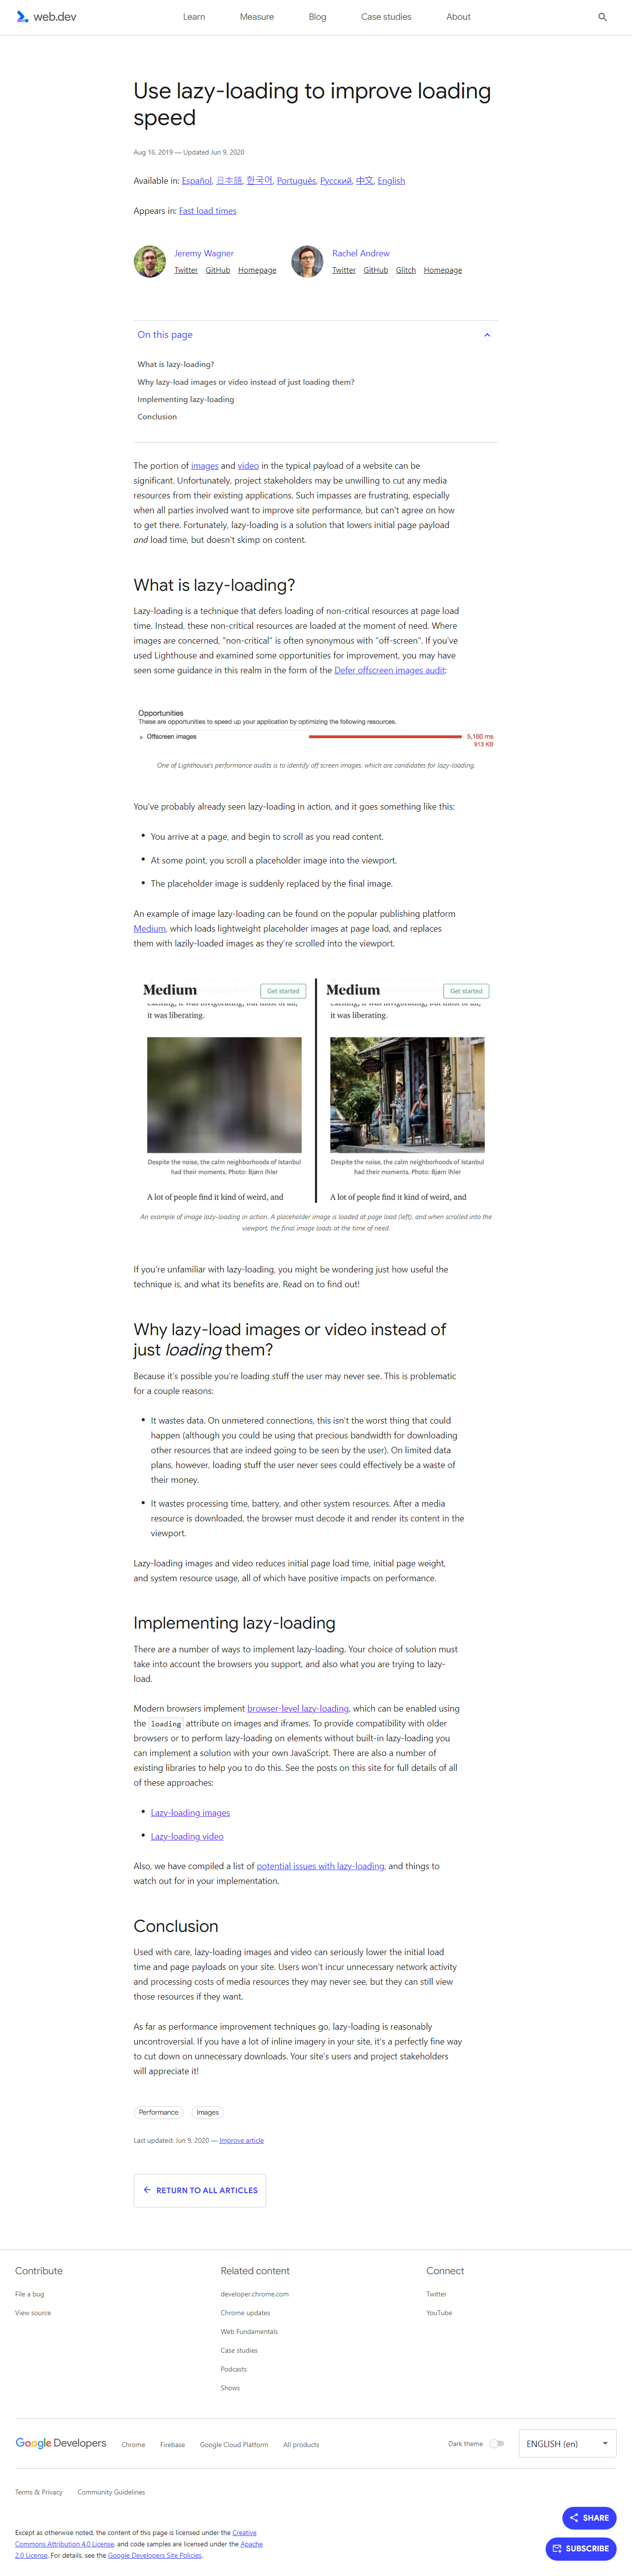 web.dev
Learn
Measure
Blog
Case studies
About
Use lazy-loading to improve loading
speed
Aug 16, 2019 — Updated Jun 9, 2020
Available in: Español, 日本語, 한국어, Português, Русский, 中文, English
Appears in: Fast load times
Jeremy Wagner
Twitter GitHub Homepage
Rachel Andrew
Twitter GitHub Glitch Homepage
On this page
What is lazy-loading?
Why lazy-load images or video instead of just loading them?
Implementing lazy-loading
Conclusion
The portion of images and video in the typical payload of a website can be
significant. Unfortunately, project stakeholders may be unwilling to cut any media
resources from their existing applications. Such impasses are frustrating, especially
when all parties involved want to improve site performance, but can't agree on how
to get there. Fortunately, lazy-loading is a solution that lowers initial page payload
and load time, but doesn't skimp on content.
What is lazy-loading?
Lazy-loading is a technique that defers loading of non-critical resources at page load
time. Instead, these non-critical resources are loaded at the moment of need. Where
images are concerned, "non-critical" is often synonymous with "off-screen". If you've
used Lighthouse and examined some opportunities for improvement, you may have
seen some guidance in this realm in the form of the Defer offscreen images audit:
Opportunities
These are opportunities to speed up your application by optimizing the following resources.
Offscreen images
5,160 ms
913 KB
One of Lighthouse's performance audits is to identify off screen images, which are candidates for lazy-loading.
You've probably already seen lazy-loading in action, and it goes something like this:
• You arrive at a page, and begin to scroll as you read content.
• At some point, you scroll a placeholder image into the viewport.
• The placeholder image is suddenly replaced by the final image.
An example of image lazy-loading can be found on the popular publishing platform
Medium, which loads lightweight placeholder images at page load, and replaces
them with lazily-loaded images as they're scrolled into the viewport.
Medium
Get started
exciting, it was invigorating, but most of all,
it was liberating.
Despite the noise, the calm neighborhoods of Istanbul
had their moments. Photo: Bjørn Ihler
A lot of people find it kind of weird, and
Medium
Get started
exciting, it was invigorating, but most of all,
it was liberating.
Despite the noise, the calm neighborhoods of Istanbul
had their moments. Photo: Bjørn Ihler
A lot of people find it kind of weird, and
An example of image lazy-loading in action. A placeholder image is loaded at page load (left), and when scrolled into the
viewport, the final image loads at the time of need.
If you're unfamiliar with lazy-loading, you might be wondering just how useful the
technique is, and what its benefits are. Read on to find out!
Why lazy-load images or video instead of
just loading them?
Because it's possible you're loading stuff the user may never see. This is problematic
for a couple reasons:
• It wastes data. On unmetered connections, this isn't the worst thing that could
happen (although you could be using that precious bandwidth for downloading
other resources that are indeed going to be seen by the user). On limited data
plans, however, loading stuff the user never sees could effectively be a waste of
their money.
• It wastes processing time, battery, and other system resources. After a media
resource is downloaded, the browser must decode it and render its content in the
viewport.
Lazy-loading images and video reduces initial page load time, initial page weight,
and system resource usage, all of which have positive impacts on performance.
Implementing lazy-loading
There are a number of ways to implement lazy-loading. Your choice of solution must
take into account the browsers you support, and also what you are trying to lazy-
load.
Modern browsers implement browser-level lazy-loading, which can be enabled using
the loading attribute on images and iframes. To provide compatibility with older
browsers or to perform lazy-loading on elements without built-in lazy-loading you
can implement a solution with your own JavaScript. There are also a number of
existing libraries to help you to do this. See the posts on this site for full details of all
of these approaches:
• Lazy-loading images
• Lazy-loading video
Also, we have compiled a list of potential issues with lazy-loading, and things to
watch out for in your implementation.
Conclusion
Used with care, lazy-loading images and video can seriously lower the initial load
time and page payloads on your site. Users won't incur unnecessary network activity
and processing costs of media resources they may never see, but they can still view
those resources if they want.
As far as performance improvement techniques go, lazy-loading is reasonably
uncontroversial. If you have a lot of inline imagery in your site, it's a perfectly fine way
to cut down on unnecessary downloads. Your site's users and project stakeholders
will appreciate it!
Performance
Images
Last updated: Jun 9, 2020 — Improve article
RETURN TO ALL ARTICLES
Contribute
File a bug
View source
Related content
developer.chrome.com
Chrome updates
Web Fundamentals
Case studies
Podcasts
Shows
Connect
Twitter
YouTube
Google Developers
Chrome
Firebase
Google Cloud Platform
All products
Dark theme
ENGLISH (en)
Terms & Privacy
Community Guidelines
SHARE
SUBSCRIBE
Except as otherwise noted, the content of this page is licensed under the Creative
Commons Attribution 4.0 License, and code samples are licensed under the Apache
2.0 License. For details, see the Google Developers Site Policies.